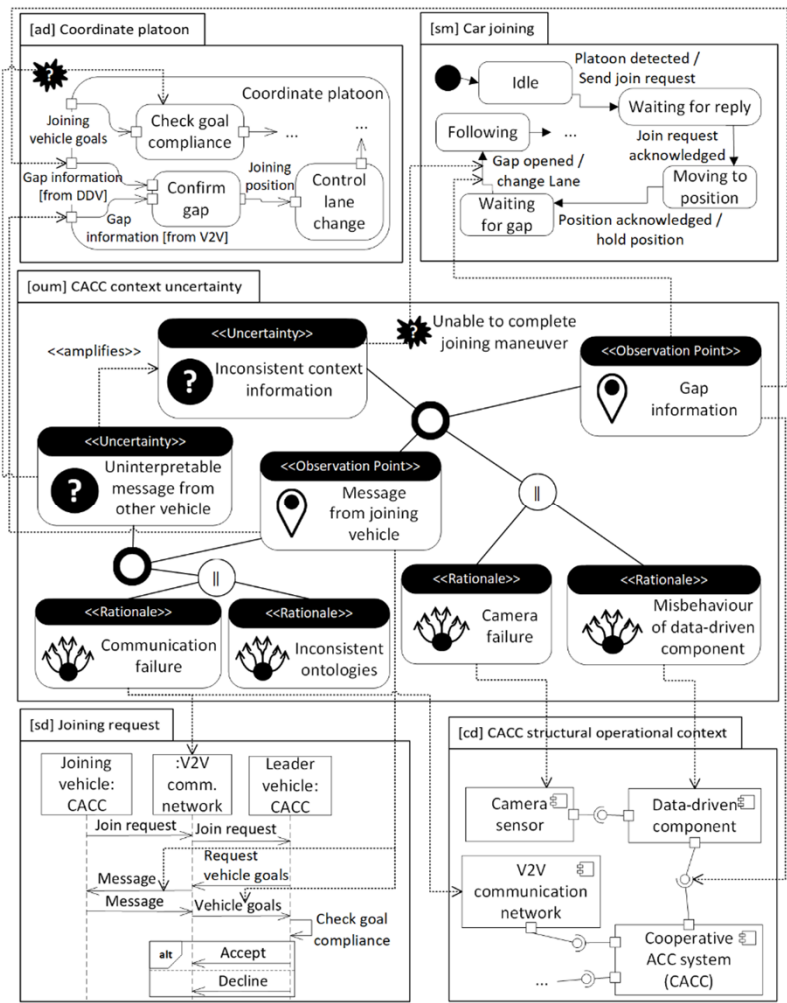 [ad] Coordinate platoon
?
Coordinate platoon
Joining
vehicle goals
Check goal
compliance
...
...
Gap information
[from DDV]
Confirm
gap
Joining
position
Control
lane
change
Gap
information [from V2V]
[sm] Car joining
Platoon detected /
Send join request
Idle
Waiting for reply
Following
...
Join request
acknowledged
Gap opened /
change Lane
Moving to
position
Waiting
for gap
Position acknowledged /
hold position
[oum] CACC context uncertainty
<<Uncertainty>>
?
Inconsistent context
information
<<amplifies>>
?
Unable to complete
joining maneuver
<<Observation Point>>
Gap
information
<<Uncertainty>>
?
Uninterpretable
message from
other vehicle
<<Observation Point>>
Message
from joining
vehicle
||
||
<<Rationale>>
Communication
failure
<<Rationale>>
Inconsistent
ontologies
<<Rationale>>
Camera
failure
<<Rationale>>
Misbehaviour
of data-driven
component
[sd] Joining request
Joining
vehicle:
CACC
:V2V
comm.
network
Leader
vehicle:
CACC
Join request
Join request
Request
vehicle goals
Message
Message
Vehicle goals
Check goal
compliance
alt
Accept
Decline
[cd] CACC structural operational context
Camera
sensor
Data-driven
component
V2V
communication
network
Cooperative
ACC system
(CACC)
...